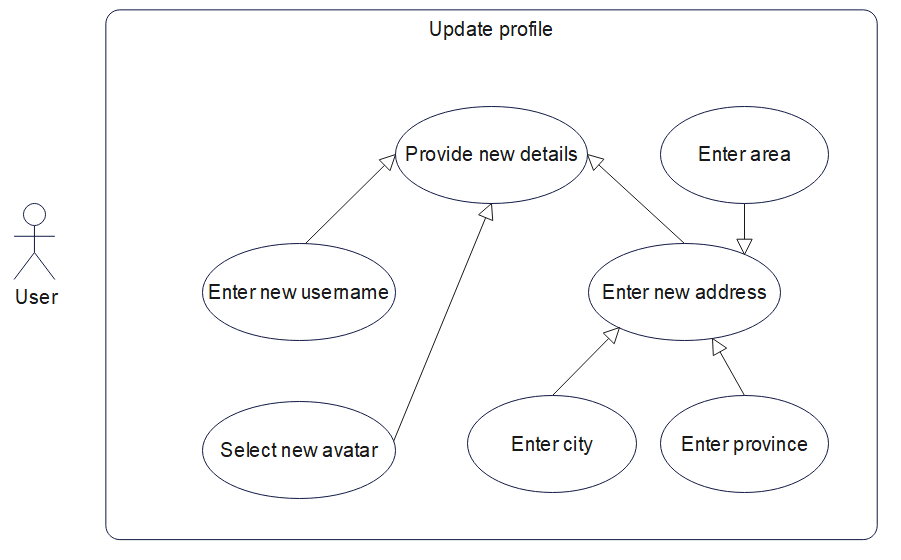 Update profile
Provide new details
Enter area
User
Enter new username
Enter new address
Select new avatar
Enter city
Enter province